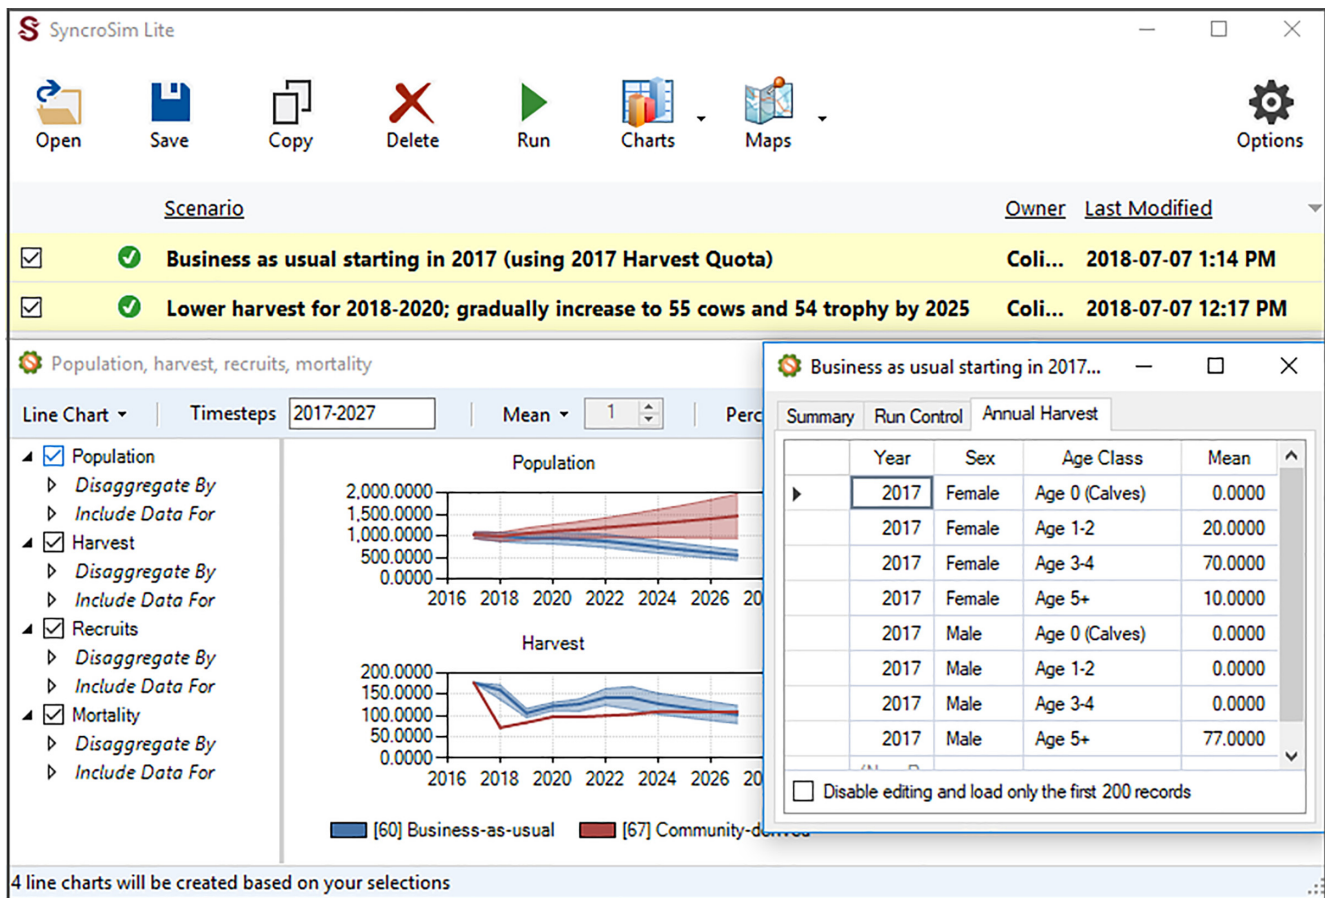 SyncroSim Lite
Open Save Copy Delete Run Charts Maps Options
Scenario Owner Last Modified
Business as usual starting in 2017 (using 2017 Harvest Quota) Coli... 2018-07-07 1:14 PM
Lower harvest for 2018-2020; gradually increase to 55 cows and 54 trophy by 2025 Coli... 2018-07-07 12:17 PM
Population, harvest, recruits, mortality
Line Chart Timesteps 2017-2027 Mean 1 Perc
Population
Disaggregate By
Include Data For
Harvest
Disaggregate By
Include Data For
Recruits
Disaggregate By
Include Data For
Mortality
Disaggregate By
Include Data For
Population
2,000.0000
1,500.0000
1,000.0000
500.0000
0.0000
2016 2018 2020 2022 2024 2026 20
Harvest
200.0000
150.0000
100.0000
50.0000
0.0000
2016 2018 2020 2022 2024 2026 20
[60] Business-as-usual [67] Community-derived
Business as usual starting in 2017...
Summary Run Control Annual Harvest
Year Sex Age Class Mean
2017 Female Age 0 (Calves) 0.0000
2017 Female Age 1-2 20.0000
2017 Female Age 3-4 70.0000
2017 Female Age 5+ 10.0000
2017 Male Age 0 (Calves) 0.0000
2017 Male Age 1-2 0.0000
2017 Male Age 3-4 0.0000
2017 Male Age 5+ 77.0000
Disable editing and load only the first 200 records
4 line charts will be created based on your selections